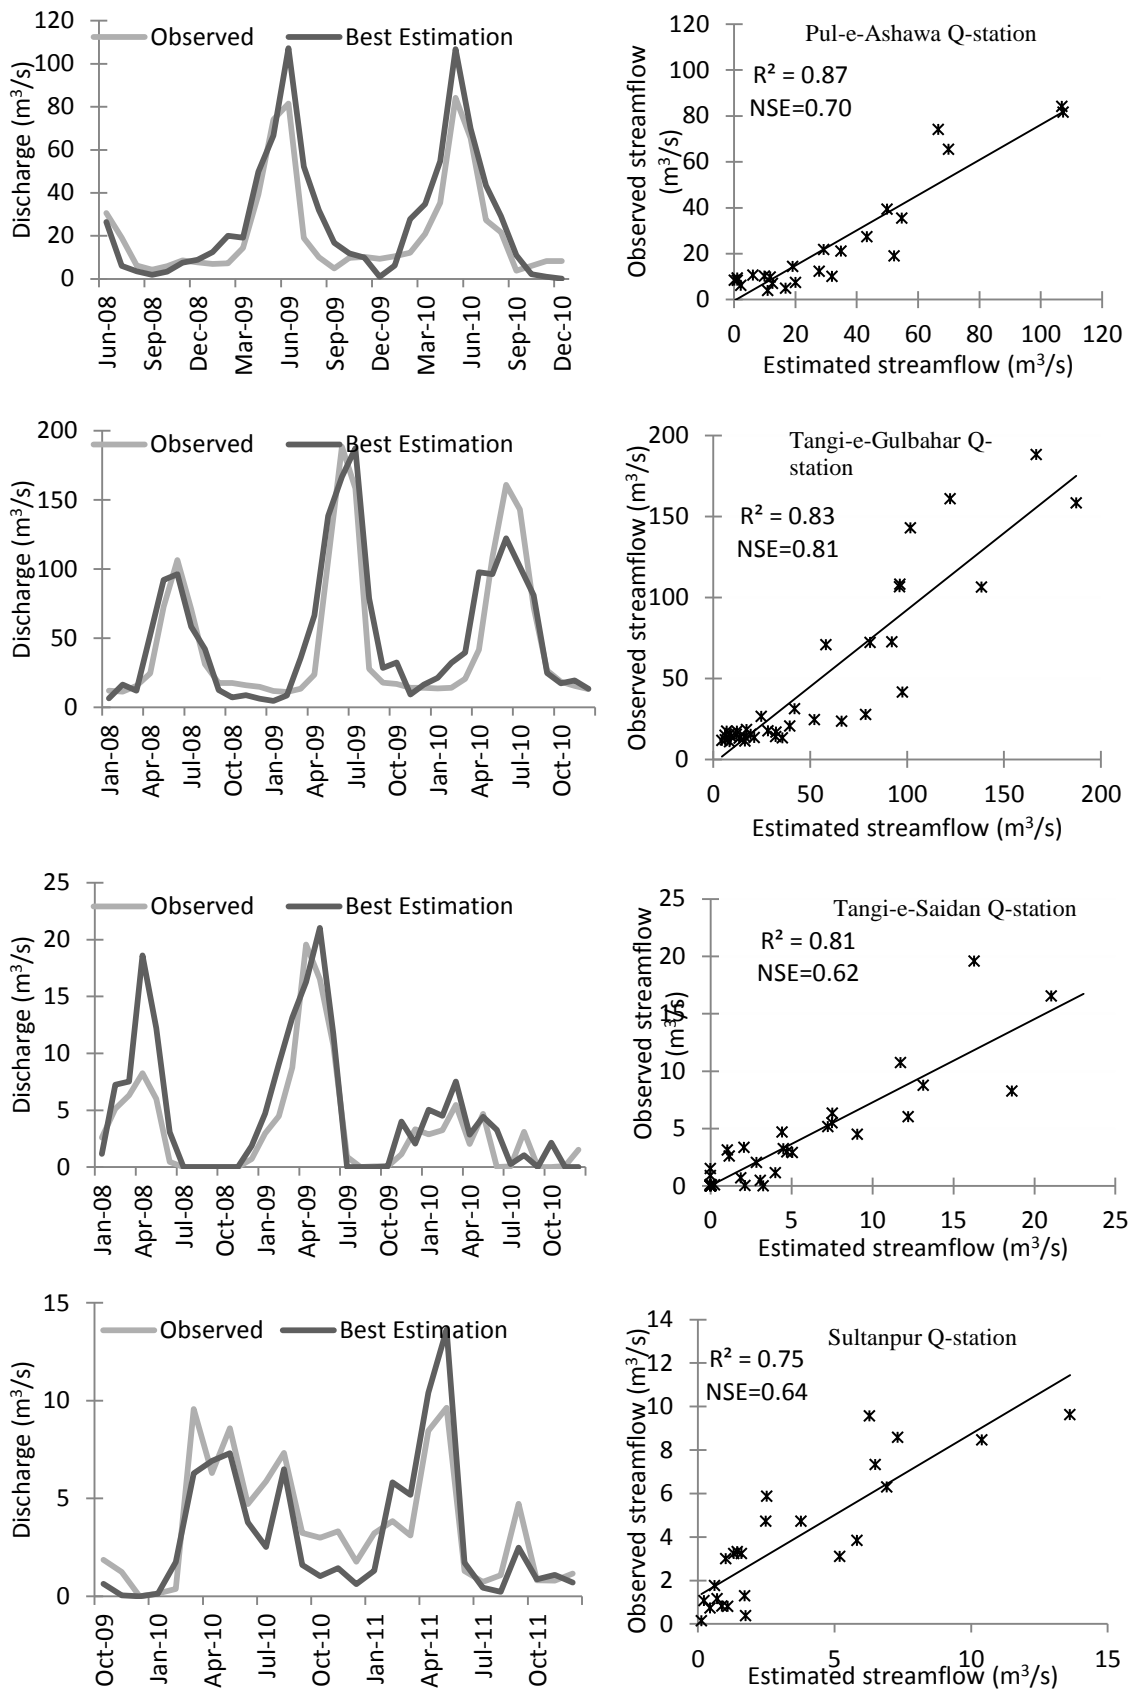 Observed Best Estimation
Discharge (m³/s)
120
100
80
60
40
20
0
Jun-08 Sep-08 Dec-08 Mar-09 Jun-09 Sep-09 Dec-09 Mar-10 Jun-10 Sep-10 Dec-10
Pul-e-Ashawa Q-station
R² = 0.87
NSE=0.70
Observed streamflow
(m³/s)
120
100
80
60
40
20
0
0 20 40 60 80 100 120
Estimated streamflow (m³/s)
Observed Best Estimation
Discharge (m³/s)
200
150
100
50
0
Jan-08 Apr-08 Jul-08 Oct-08 Jan-09 Apr-09 Jul-09 Oct-09 Jan-10 Apr-10 Jul-10 Oct-10
Tangi-e-Gulbahar Q-
station
R² = 0.83
NSE=0.81
Observed streamflow (m³/s)
200
150
100
50
0
0 50 100 150 200
Estimated streamflow (m³/s)
Observed Best Estimation
Discharge (m³/s)
25
20
15
10
5
0
Jan-08 Apr-08 Jul-08 Oct-08 Jan-09 Apr-09 Jul-09 Oct-09 Jan-10 Apr-10 Jul-10 Oct-10
Tangi-e-Saidan Q-station
R² = 0.81
NSE=0.62
Observed streamflow
(m³/s)
25
20
15
10
5
0
0 5 10 15 20 25
Estimated streamflow (m³/s)
Observed Best Estimation
Discharge (m³/s)
15
10
5
0
Oct-09 Jan-10 Apr-10 Jul-10 Oct-10 Jan-11 Apr-11 Jul-11 Oct-11
Sultanpur Q-station
R² = 0.75
NSE=0.64
Observed streamflow (m³/s)
14
12
10
8
6
4
2
0
0 5 10 15
Estimated streamflow (m³/s)